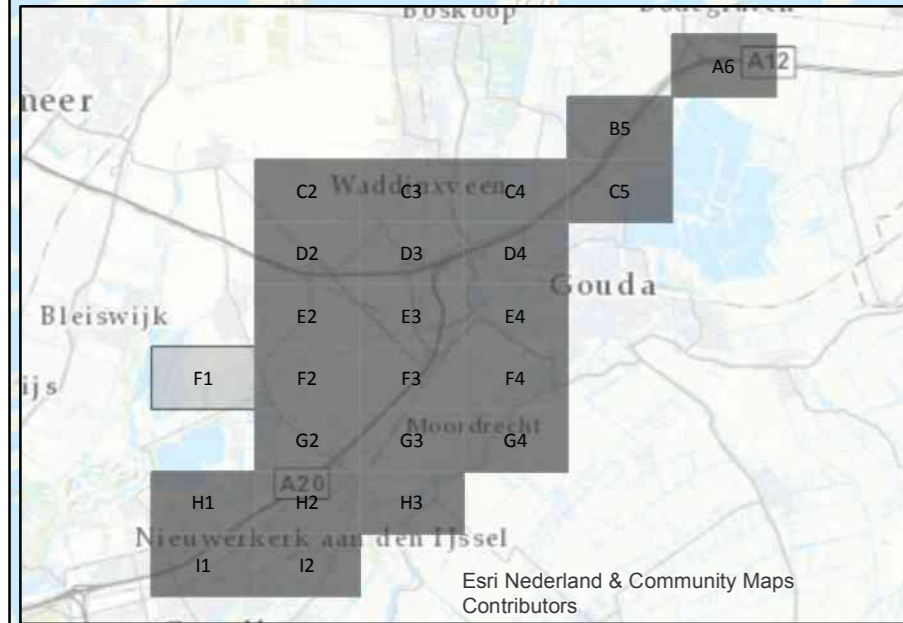 Boskoop
A6
A12
meer
B5
C2
Waddinxveen
C3
C4
C5
D2
D3
D4
Gouda
Bleiswijk
E2
E3
E4
F1
F2
F3
F4
ijs
G2
Moordrecht
G3
G4
A20
H1
H2
H3
Nieuwerkerk aan den IJssel
I1
I2
Esri Nederland & Community Maps
Contributors